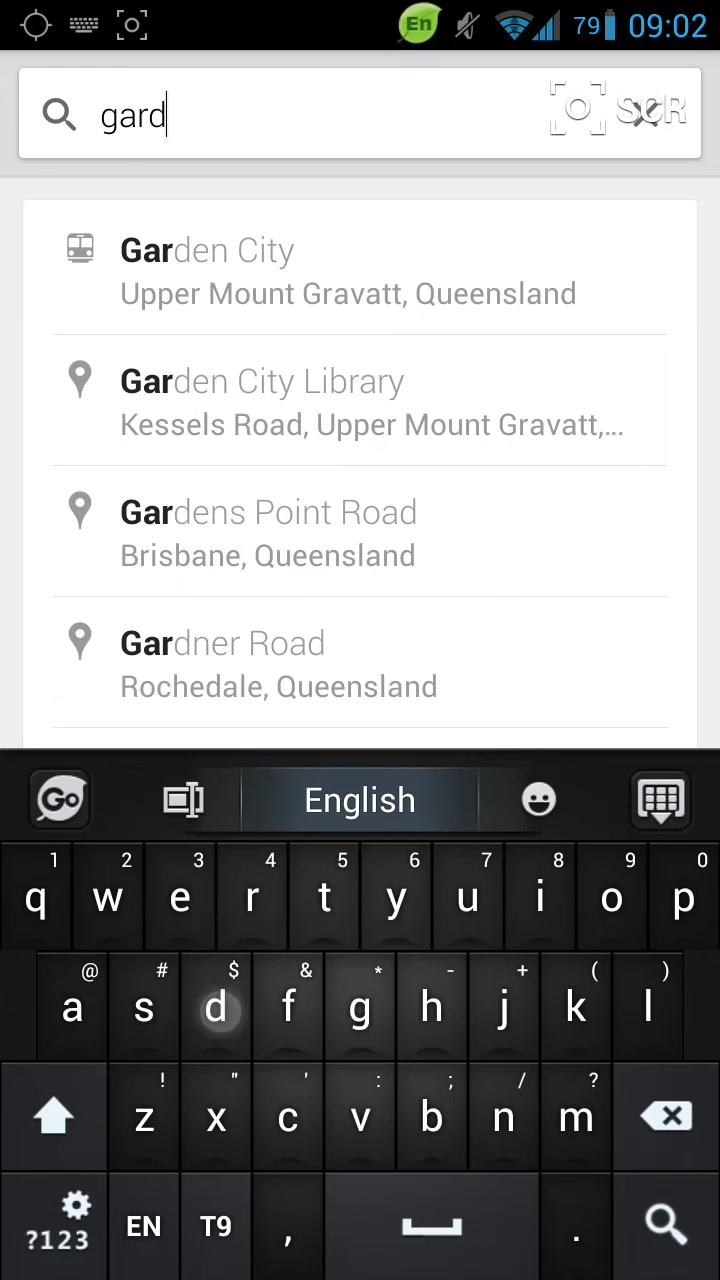 En 79 09:02
gard SCR
Garden City
Upper Mount Gravatt, Queensland
Garden City Library
Kessels Road, Upper Mount Gravatt,...
Gardens Point Road
Brisbane, Queensland
Gardner Road
Rochedale, Queensland
Go English
1 2 3 4 5 6 7 8 9 0
q w e r t y u i o p
@ # $ & * - + ( )
a s d f g h j k l
! " ' : ; / ?
z x c v b n m
?123 EN T9 , .